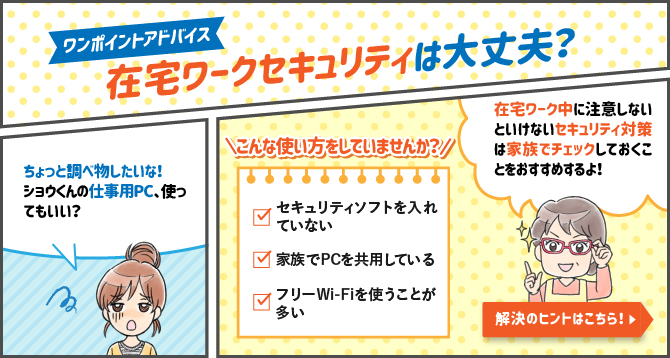 ワンポイントアドバイス
在宅ワークセキュリティは大丈夫?
ちょっと調べ物したいな!
ショウくんの仕事用PC、使っ
てもいい?
こんな使い方をしていませんか?
セキュリティソフトを入れ
ていない
家族でPCを共用している
フリーWi-Fiを使うことが
多い
在宅ワーク中に注意しない
といけないセキュリティ対策
は家族でチェックしておくこ
とをおすすめするよ!
解決のヒントはこちら!